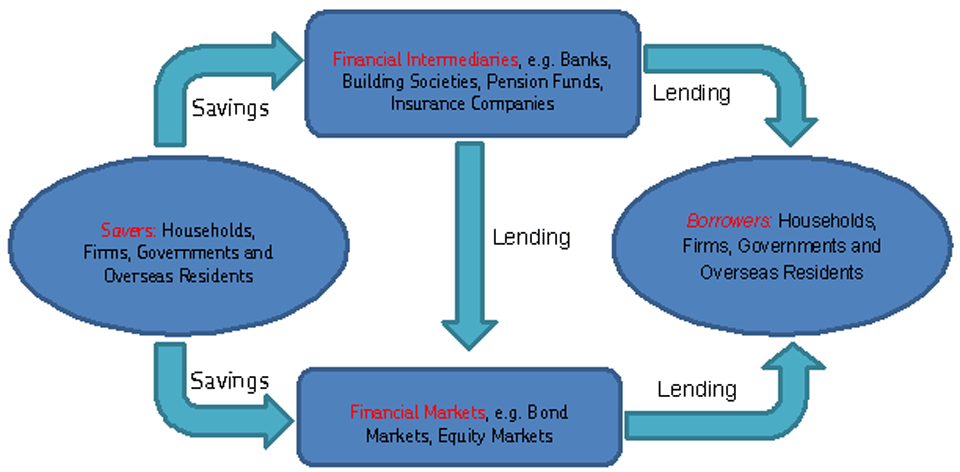 Financial Intermediaries, e.g. Banks,
Building Societies, Pension Funds,
Insurance Companies
Savings
Lending
Savers: Households,
Firms, Governments and
Overseas Residents
Lending
Borrowers: Households,
Firms, Governments and
Overseas Residents
Savings
Lending
Financial Markets, e.g. Bond
Markets, Equity Markets